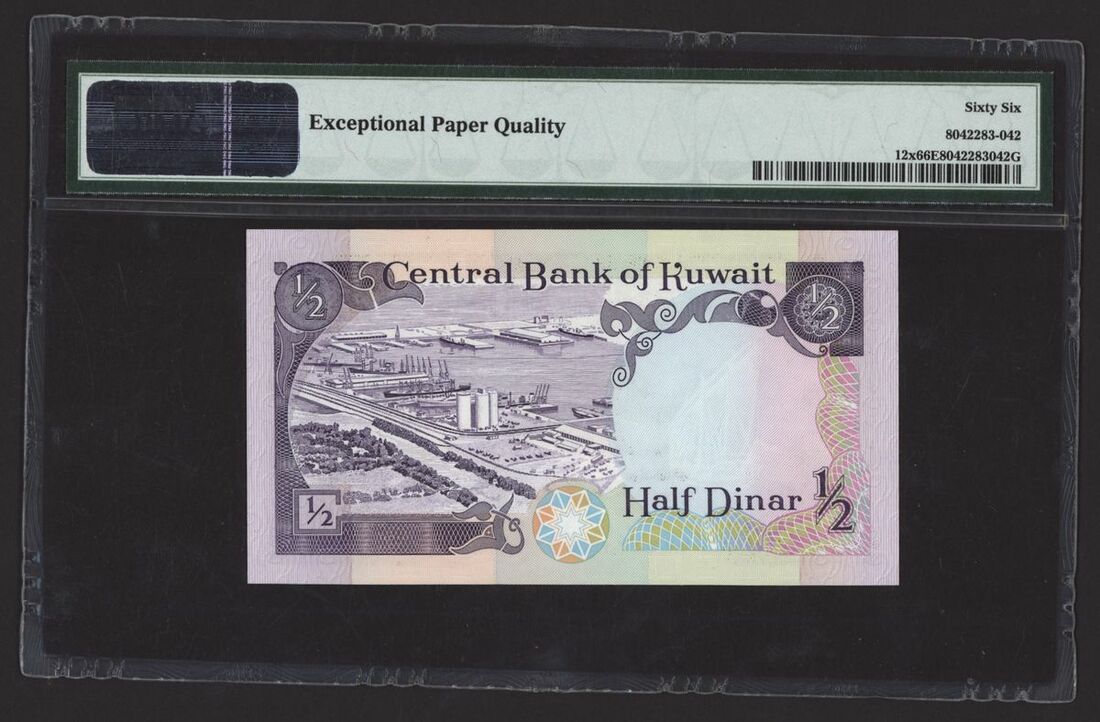 Exceptional Paper Quality
Sixty Six
8042283-042
12x66E8042283042G
Central Bank of Kuwait
1/2
1/2
1/2
Half Dinar 1/2